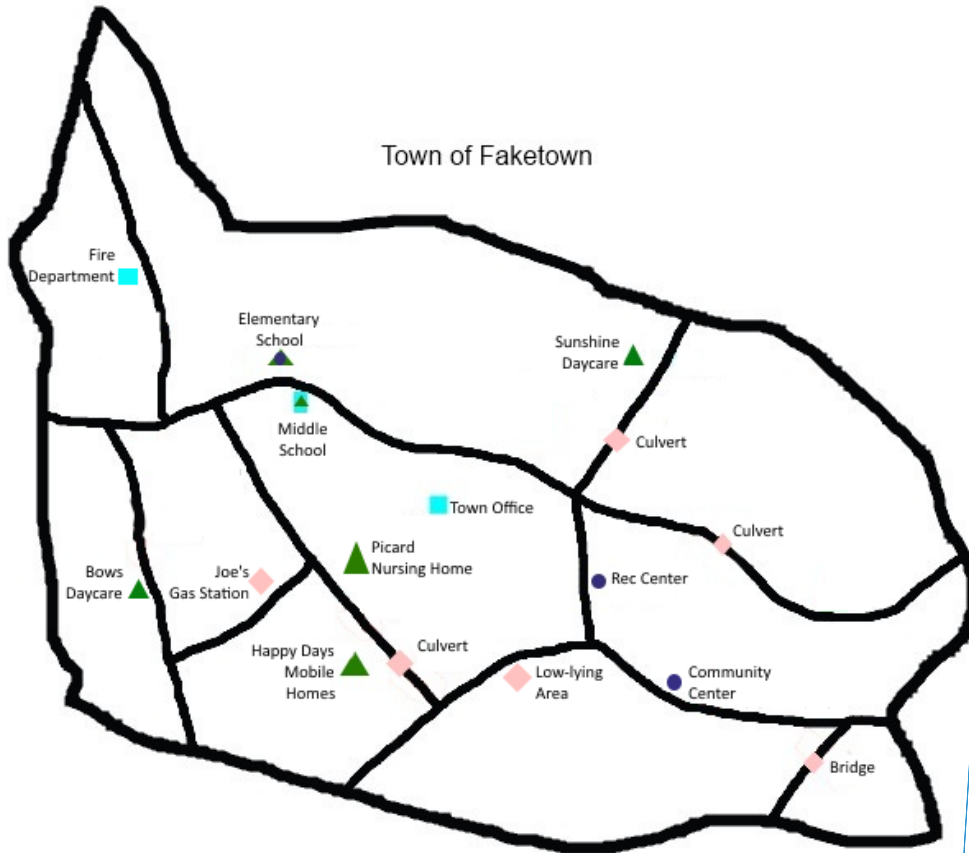 Town of Faketown
Fire
Department
Elementary
School
Sunshine
Daycare
Middle
School
Culvert
Town Office
Culvert
Picard
Nursing Home
Bows
Daycare
Joe's
Gas Station
Rec Center
Happy Days
Mobile
Homes
Culvert
Low-lying
Area
Community
Center
Bridge